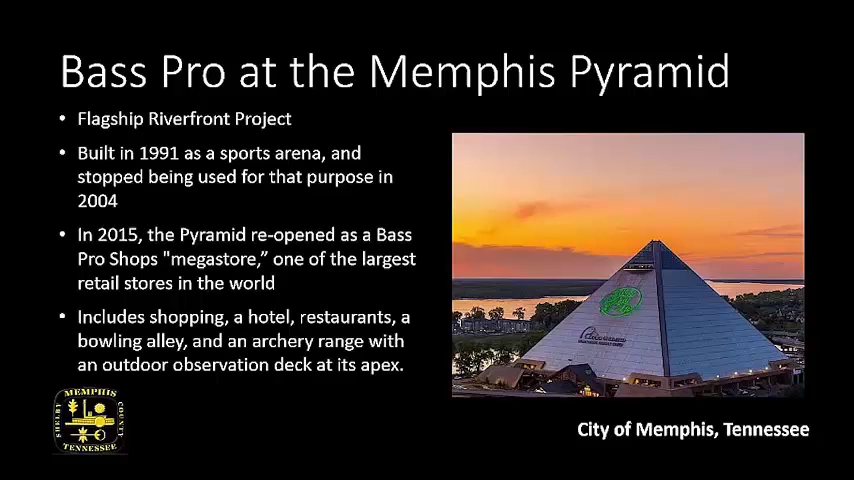 Bass Pro at the Memphis Pyramid
• Flagship Riverfront Project
• Built in 1991 as a sports arena, and
stopped being used for that purpose in
2004
• In 2015, the Pyramid re-opened as a Bass
Pro Shops "megastore,” one of the largest
retail stores in the world
• Includes shopping, a hotel, restaurants, a
bowling alley, and an archery range with
an outdoor observation deck at its apex.
MEMPHIS
SHELBY
COUNTY
TENNESSEE
City of Memphis, Tennessee